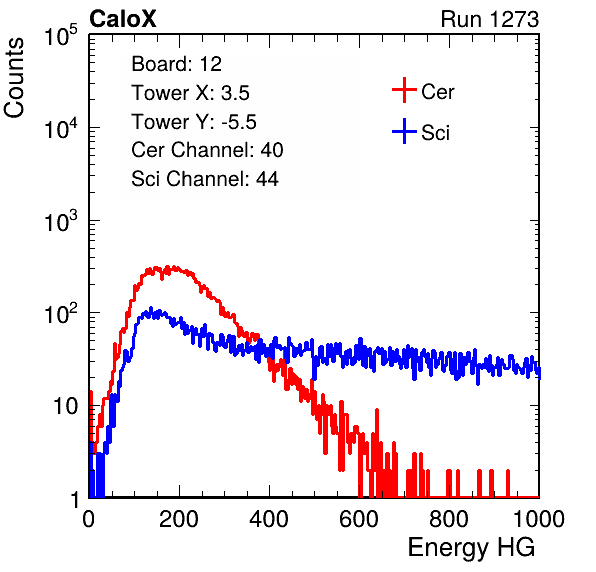 CaloX Run 1273
Counts
10^5
10^4
10^3
10^2
10
1
Board: 12
Tower X: 3.5
Tower Y: -5.5
Cer Channel: 40
Sci Channel: 44
Cer
Sci
0 200 400 600 800 1000
Energy HG